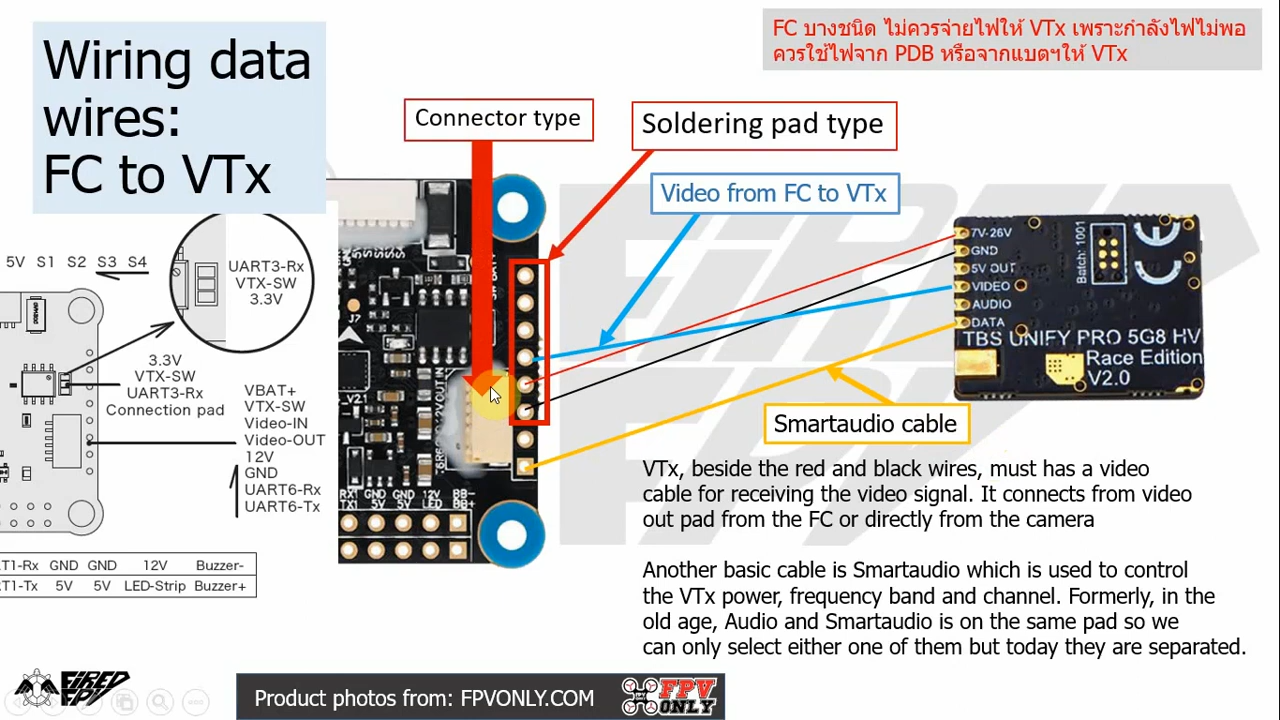 Wiring data
wires:
FC to VTx
FC บางชนิด ไม่ควรจ่ายไฟให้ VTx เพราะกำลังไฟไม่พอ
ควรใช้ไฟจาก PDB หรือจากแบตฯให้ VTx
Connector type
Soldering pad type
Video from FC to VTx
5V S1 S2 S3 S4
UART3-Rx
VTX-SW
3.3V
3.3V
VTX-SW
UART3-Rx
Connection pad
VBAT+
VTX-SW
Video-IN
Video-OUT
12V
GND
UART6-Rx
UART6-Tx
J7
V2.1
OUT IN
RX1 GND GND 12V BB-
TX1 5V 5V LED BB+
T1-Rx GND GND 12V Buzzer-
T1-Tx 5V 5V LED-Strip Buzzer+
7V-26V
GND
5V OUT
VIDEO
AUDIO
DATA
Batch: 1001
TBS UNIFY PRO 5G8 HV
Race Edition
V2.0
Smartaudio cable
VTx, beside the red and black wires, must has a video
cable for receiving the video signal. It connects from video
out pad from the FC or directly from the camera
Another basic cable is Smartaudio which is used to control
the VTx power, frequency band and channel. Formerly, in the
old age, Audio and Smartaudio is on the same pad so we
can only select either one of them but today they are separated.
FIRED
FPV
Product photos from: FPVONLY.COM
FPV
ONLY